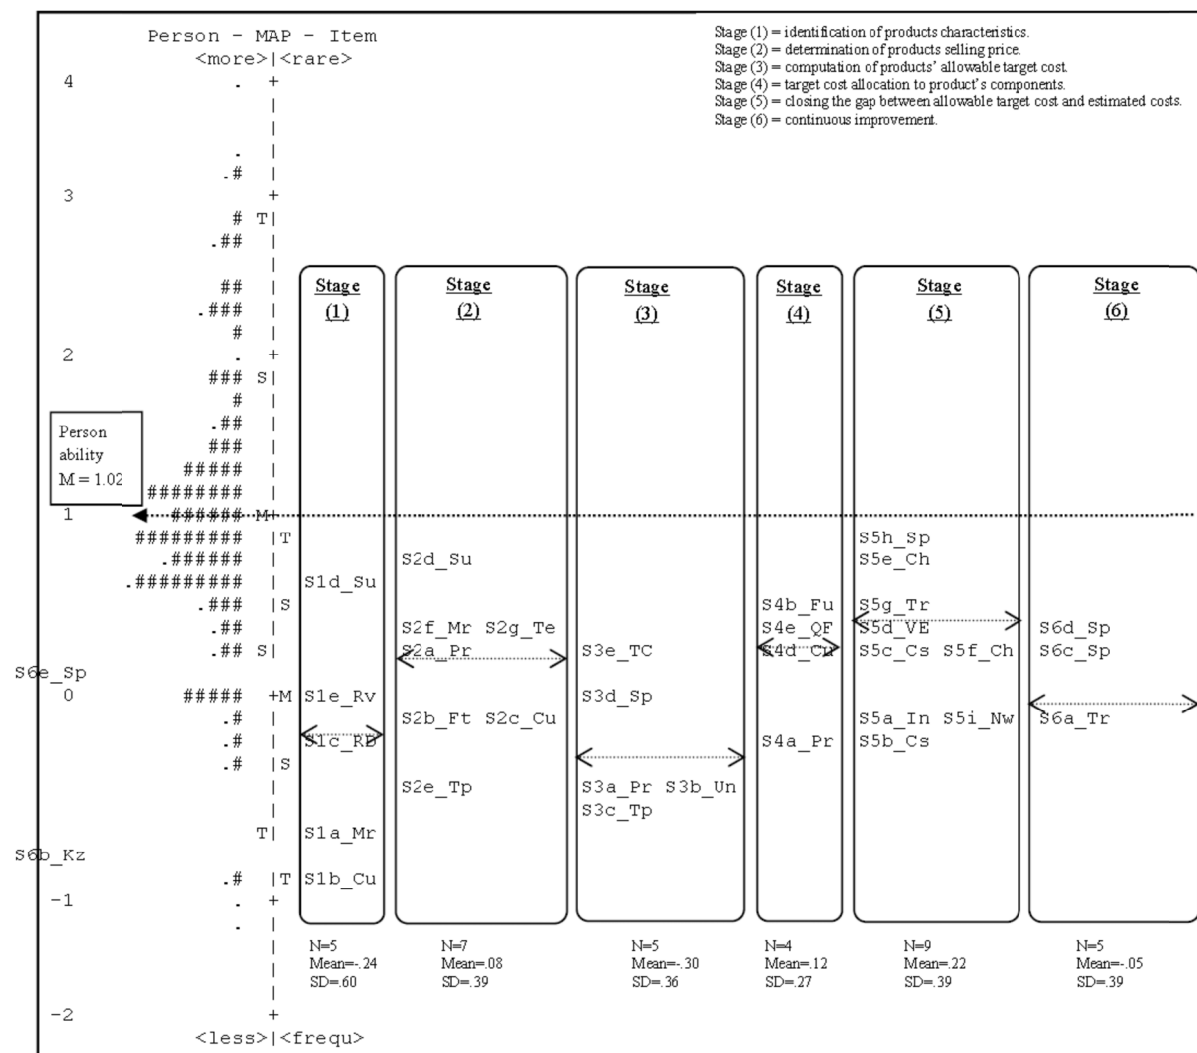 Person - MAP - Item
<more>|<rare>
Stage (1) = identification of products characteristics.
Stage (2) = determination of products selling price.
Stage (3) = computation of products' allowable target cost.
Stage (4) = target cost allocation to product's components.
Stage (5) = closing the gap between allowable target cost and estimated costs.
Stage (6) = continuous improvement.
4 . +
|
|
. |
.# |
3 +
# T|
.## |
|
## |
.### |
# |
2 . +
### S|
# |
.## |
### |
##### |
######## |
1 ###### M+
######### |T
.###### |
.######### |
.### |S
.## |
.## S|
0 ##### +M
.# |
.# |
.# |S
|
|
T|
|
.# |T
-1 . +
. |
|
|
|
-2 +
<less>|<frequ>
Person
ability
M = 1.02
Stage
(1)
S1d_Su
S1e_Rv
S1c_RD
S1a_Mr
S1b_Cu
N=5
Mean=-.24
SD=.60
Stage
(2)
S2d_Su
S2f_Mr S2g_Te
S2a_Pr
S2b_Ft S2c_Cu
S2e_Tp
N=7
Mean=.08
SD=.39
Stage
(3)
S3e_TC
S3d_Sp
S3a_Pr S3b_Un
S3c_Tp
N=5
Mean=-.30
SD=.36
Stage
(4)
S4b_Fu
S4e_QF
S4d_Cu
S4a_Pr
N=4
Mean=.12
SD=.27
Stage
(5)
S5h_Sp
S5e_Ch
S5g_Tr
S5d_VE
S5c_Cs S5f_Ch
S5a_In S5i_Nw
S5b_Cs
N=9
Mean=.22
SD=.39
Stage
(6)
S6d_Sp
S6c_Sp
S6a_Tr
N=5
Mean=-.05
SD=.39
S6e_Sp
S6b_Kz